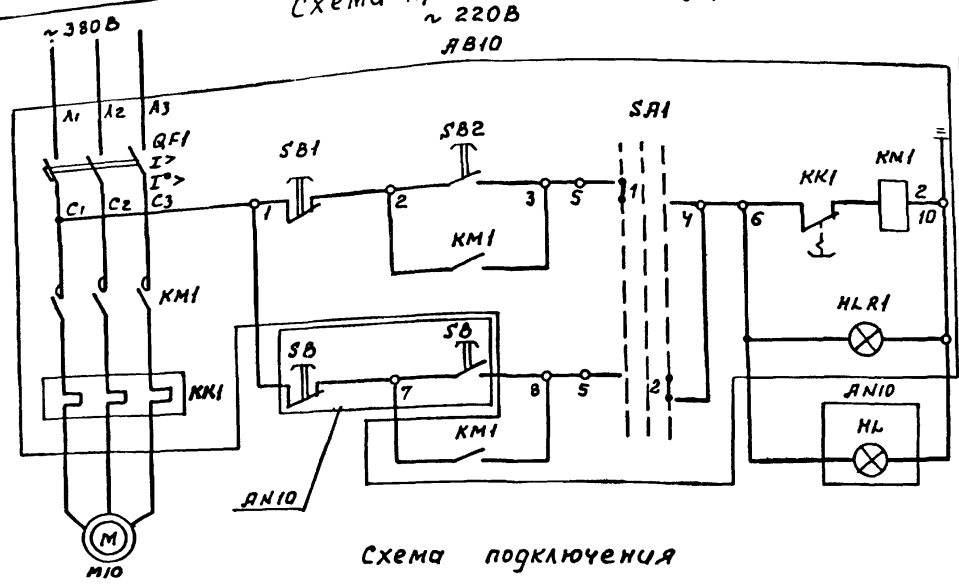 Схема
~ 220В
~ 380В
АВ10
А1 А2 А3
QF1
I>
I°>
SB1
SB2
SA1
KK1
KM1
C1 C2 C3
1
2
3
5
1
4
6
2
10
KM1
KM1
HLR1
SB
SB
7
8
5
2
AN10
KK1
KM1
HL
AN10
M
M10
Схема подключения